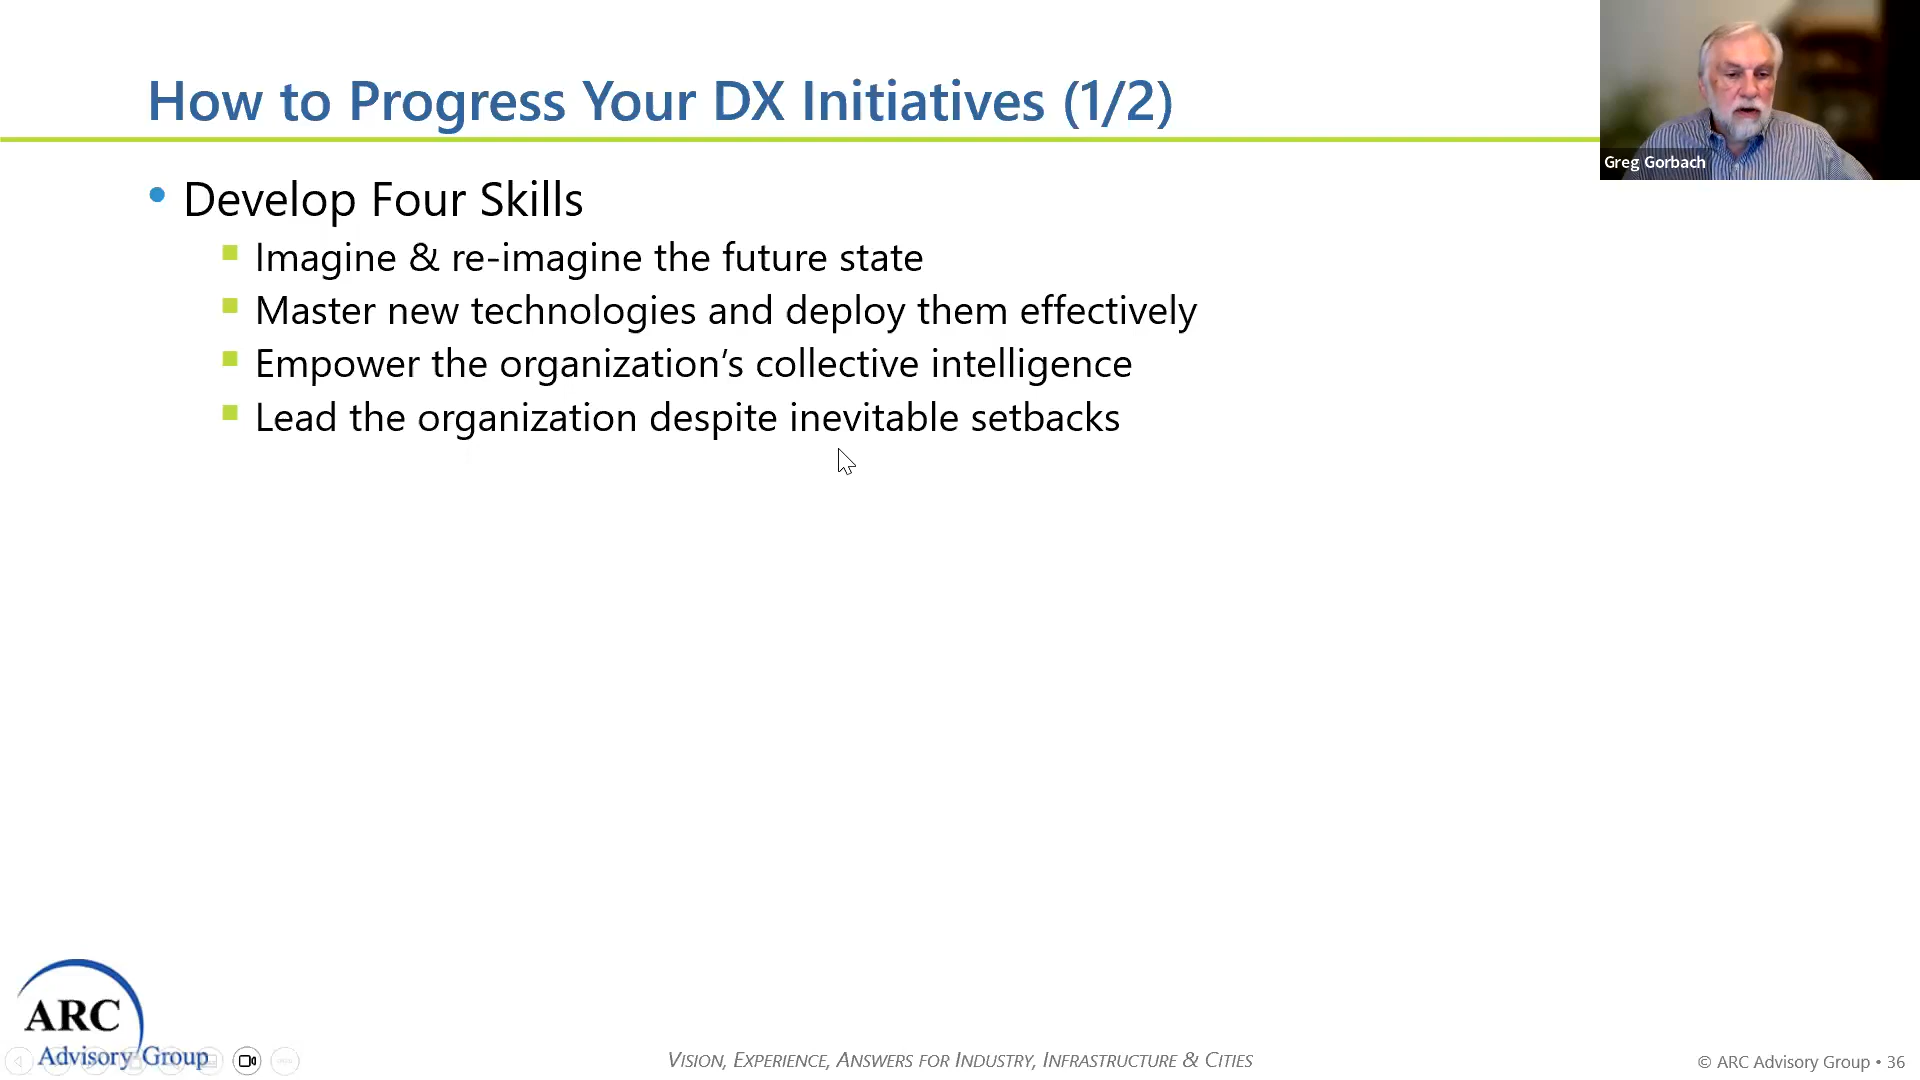 How to Progress Your DX Initiatives (1/2)
Greg Gorbach
• Develop Four Skills
▪ Imagine & re-imagine the future state
▪ Master new technologies and deploy them effectively
▪ Empower the organization’s collective intelligence
▪ Lead the organization despite inevitable setbacks
ARC
Advisory Group
VISION, EXPERIENCE, ANSWERS FOR INDUSTRY, INFRASTRUCTURE & CITIES
© ARC Advisory Group • 36